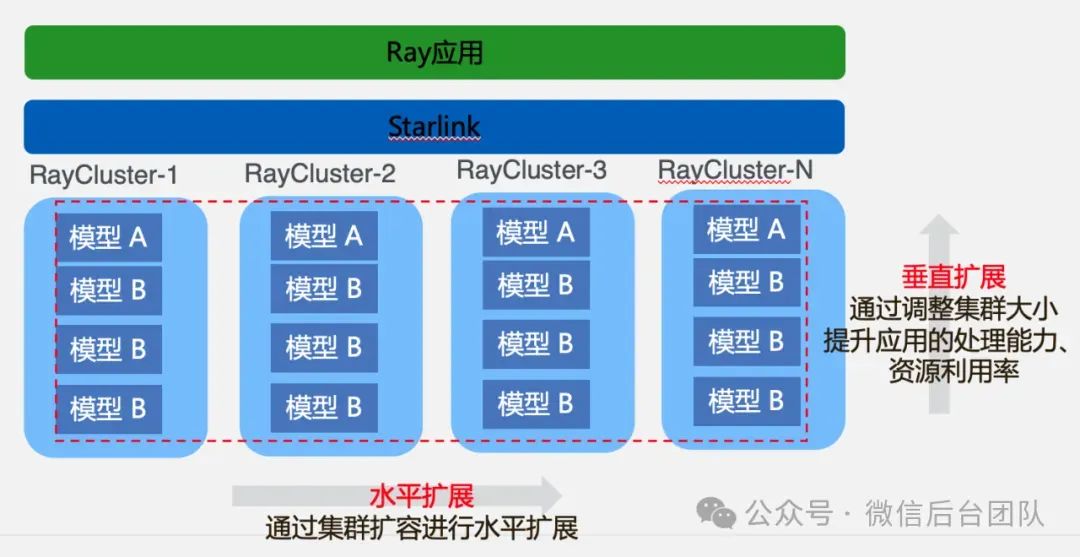 Ray应用
Starlink
RayCluster-1
RayCluster-2
RayCluster-3
RayCluster-N
模型 A
模型 B
模型 B
模型 B
模型 A
模型 B
模型 B
模型 B
模型 A
模型 B
模型 B
模型 B
模型 A
模型 B
模型 B
模型 B
垂直扩展
通过调整集群大小
提升应用的处理能力、
资源利用率
水平扩展
通过集群扩容进行水平扩展
公众号 · 微信后台团队